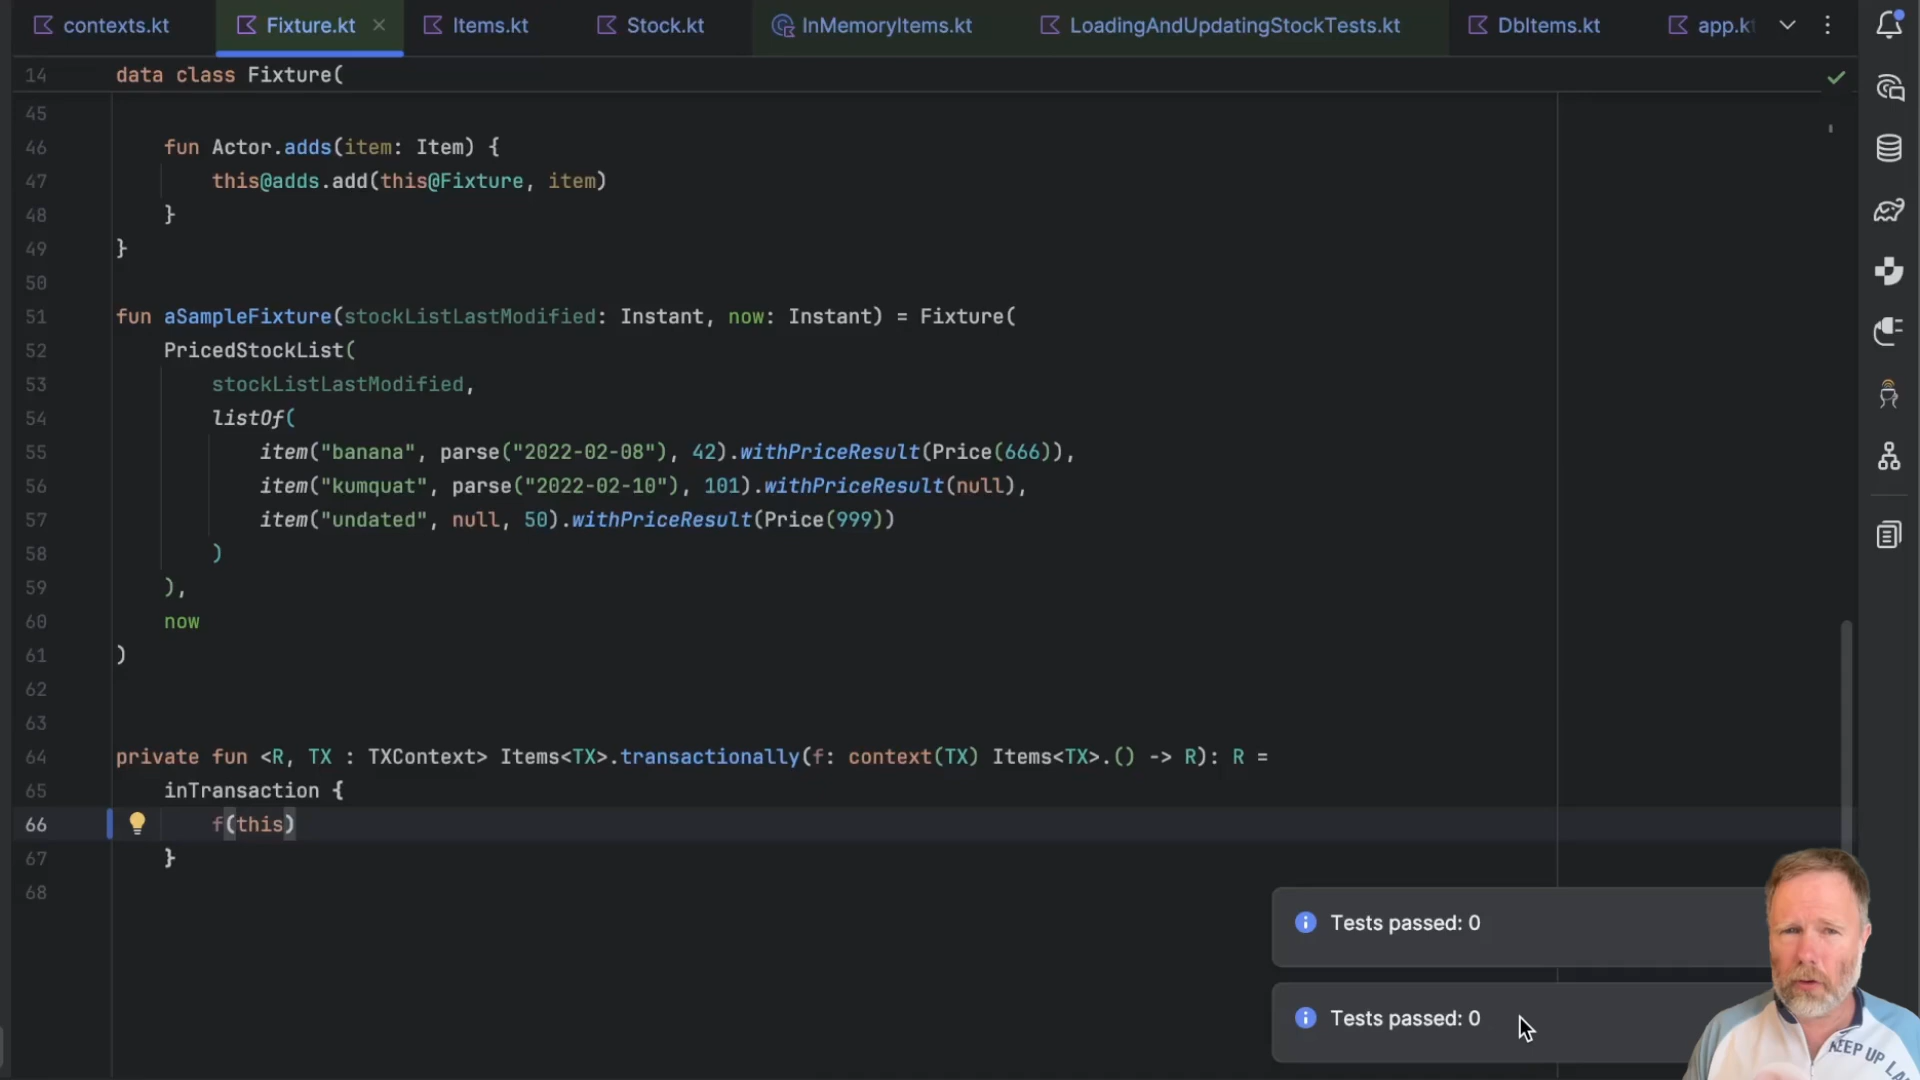 contexts.kt Fixture.kt Items.kt Stock.kt InMemoryItems.kt LoadingAndUpdatingStockTests.kt DbItems.kt app.kt
14 data class Fixture(
45
46 fun Actor.adds(item: Item) {
47 this@adds.add(this@Fixture, item)
48 }
49 }
50
51 fun aSampleFixture(stockListLastModified: Instant, now: Instant) = Fixture(
52 PricedStockList(
53 stockListLastModified,
54 listOf(
55 item("banana", parse("2022-02-08"), 42).withPriceResult(Price(666)),
56 item("kumquat", parse("2022-02-10"), 101).withPriceResult(null),
57 item("undated", null, 50).withPriceResult(Price(999))
58 )
59 ),
60 now
61 )
62
63
64 private fun <R, TX : TXContext> Items<TX>.transactionally(f: context(TX) Items<TX>.() -> R): R =
65 inTransaction {
66 f(this)
67 }
68
Tests passed: 0
Tests passed: 0
KEEP UP